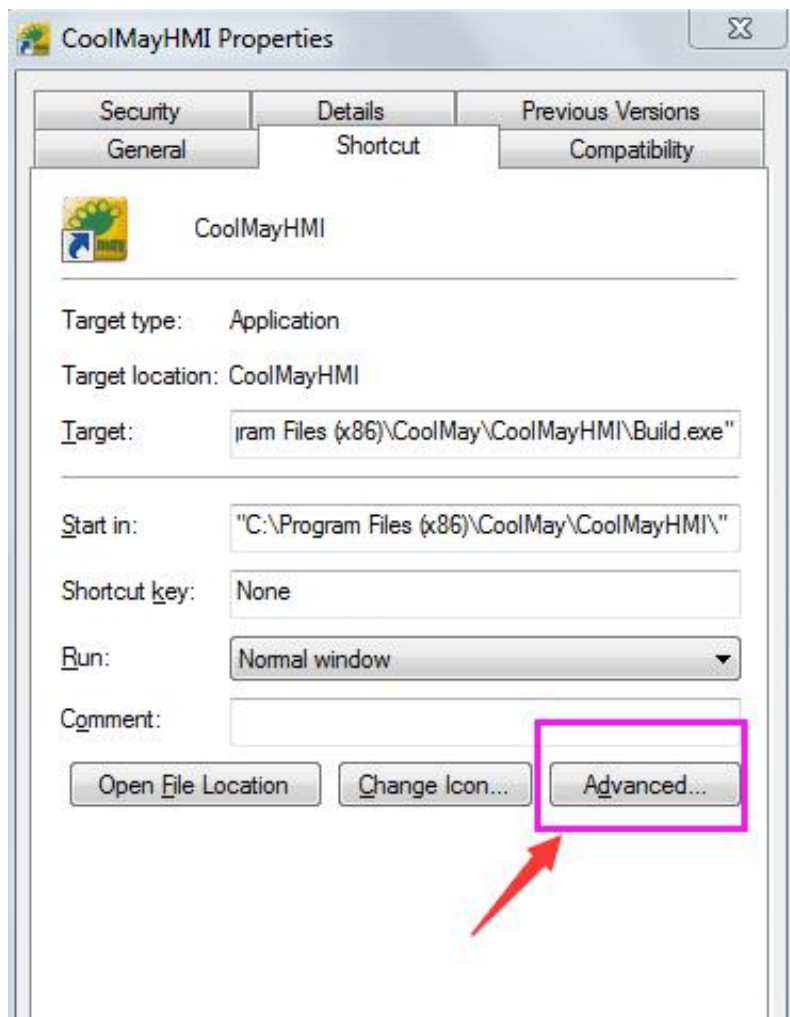 CoolMayHMI Properties
Security Details Previous Versions
General Shortcut Compatibility
may
CoolMayHMI
Target type: Application
Target location: CoolMayHMI
Target: ram Files (x86)\CoolMay\CoolMayHMI\Build.exe"
Start in: "C:\Program Files (x86)\CoolMay\CoolMayHMI\"
Shortcut key: None
Run: Normal window
Comment:
Open File Location Change Icon... Advanced...